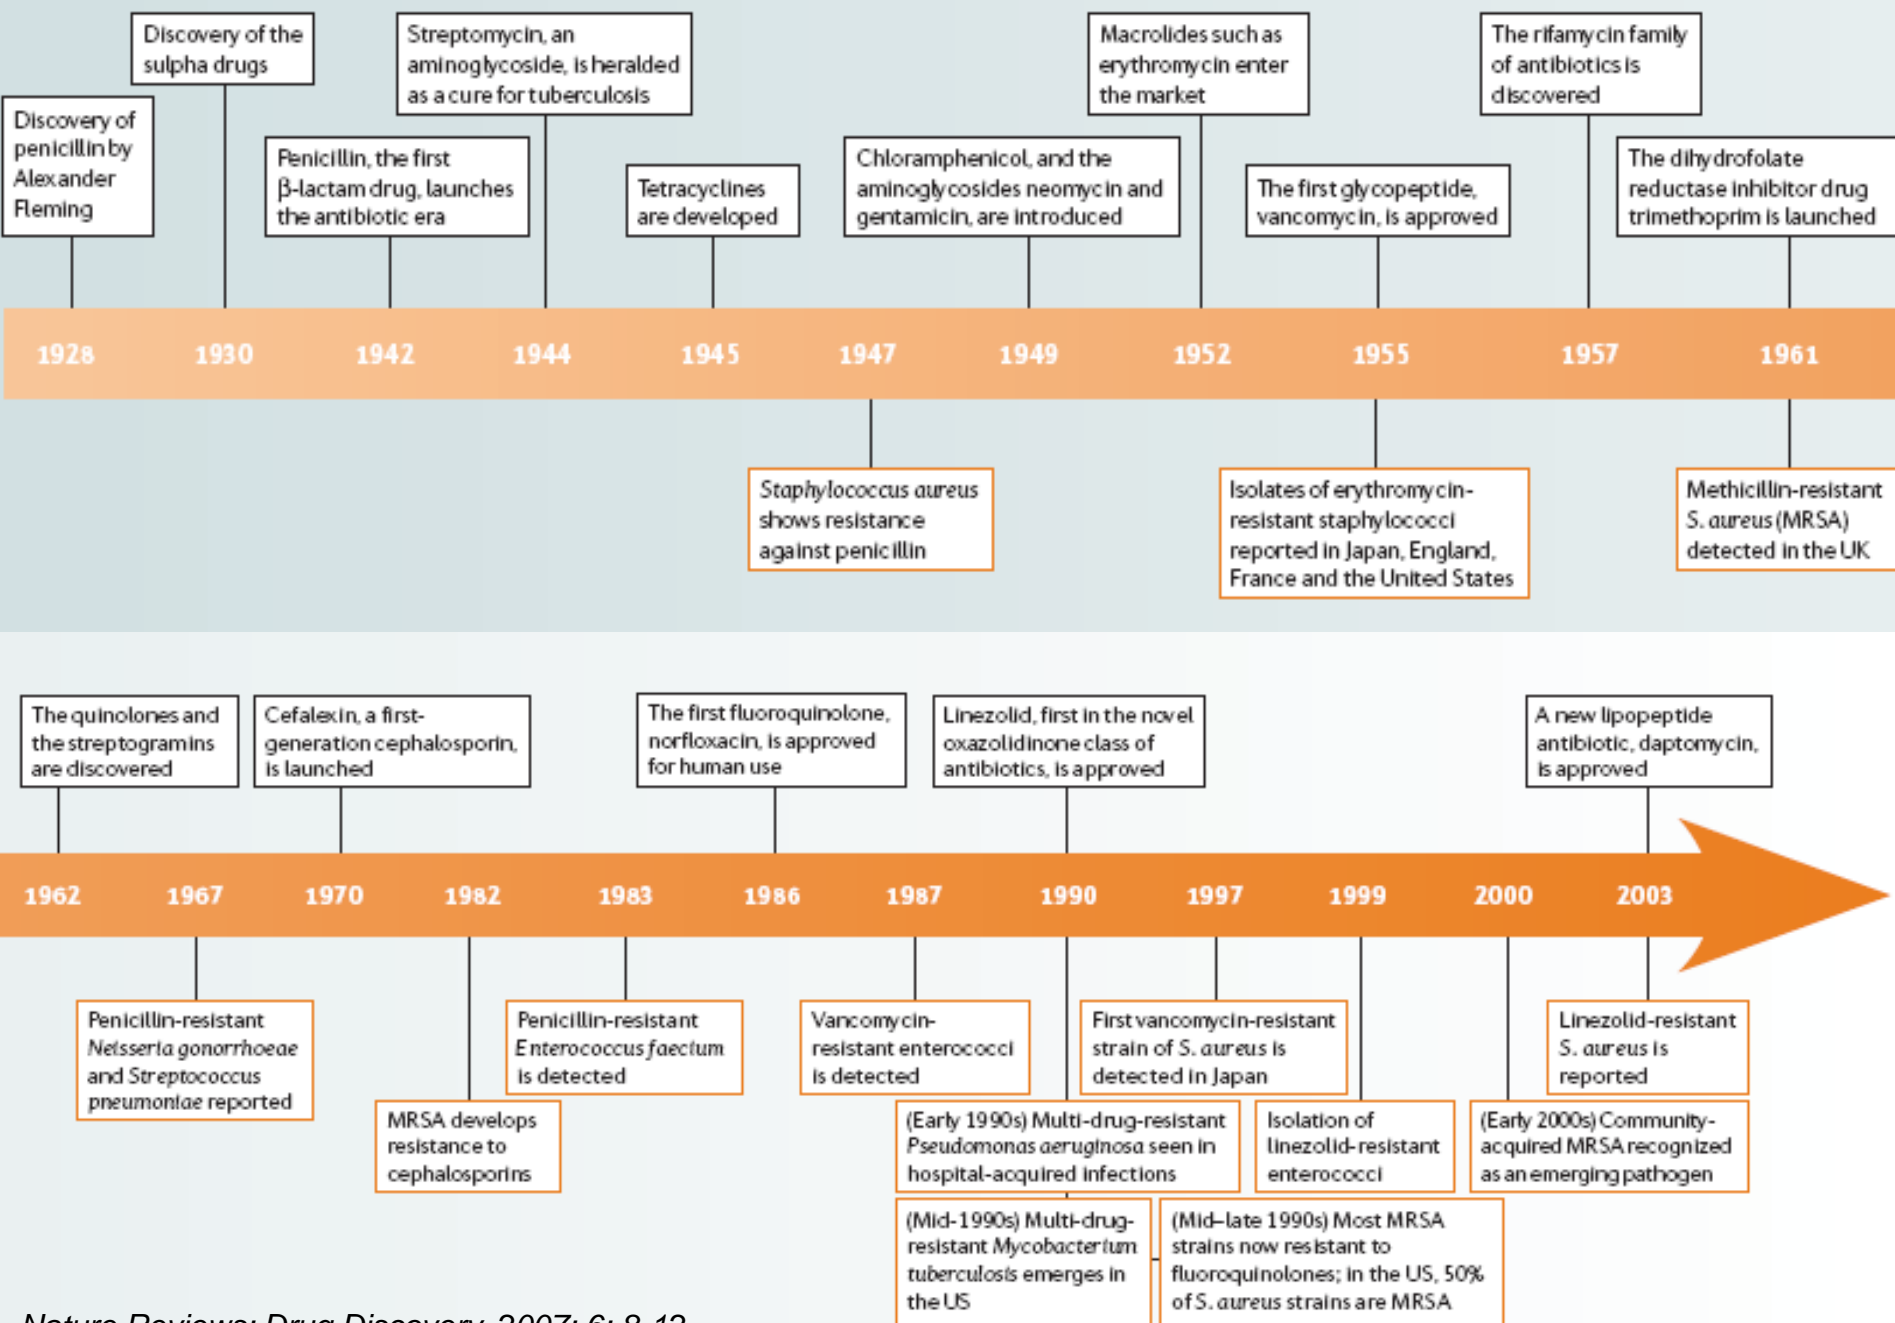 Discovery of the
sulpha drugs
Streptomycin, an
aminoglycoside, is heralded
as a cure for tuberculosis
Macrolides such as
erythromycin enter
the market
The rifamycin family
of antibiotics is
discovered
Discovery of
penicillin by
Alexander
Fleming
Penicillin, the first
β-lactam drug, launches
the antibiotic era
Tetracyclines
are developed
Chloramphenicol, and the
aminoglycosides neomycin and
gentamicin, are introduced
The first glycopeptide,
vancomycin, is approved
The dihydrofolate
reductase inhibitor drug
trimethoprim is launched
1928 1930 1942 1944 1945 1947 1949 1952 1955 1957 1961
Staphylococcus aureus
shows resistance
against penicillin
Isolates of erythromycin-
resistant staphylococci
reported in Japan, England,
France and the United States
Methicillin-resistant
S. aureus (MRSA)
detected in the UK
The quinolones and
the streptogramins
are discovered
Cefalexin, a first-
generation cephalosporin,
is launched
The first fluoroquinolone,
norfloxacin, is approved
for human use
Linezolid, first in the novel
oxazolidinone class of
antibiotics, is approved
A new lipopeptide
antibiotic, daptomycin,
is approved
1962 1967 1970 1982 1983 1986 1987 1990 1997 1999 2000 2003
Penicillin-resistant
Neisseria gonorrhoeae
and Streptococcus
pneumoniae reported
MRSA develops
resistance to
cephalosporins
Penicillin-resistant
Enterococcus faecium
is detected
Vancomycin-
resistant enterococci
is detected
First vancomycin-resistant
strain of S. aureus is
detected in Japan
Linezolid-resistant
S. aureus is
reported
(Early 1990s) Multi-drug-resistant
Pseudomonas aeruginosa seen in
hospital-acquired infections
Isolation of
linezolid-resistant
enterococci
(Early 2000s) Community-
acquired MRSA recognized
as an emerging pathogen
(Mid-1990s) Multi-drug-
resistant Mycobacterium
tuberculosis emerges in
the US
(Mid–late 1990s) Most MRSA
strains now resistant to
fluoroquinolones; in the US, 50%
of S. aureus strains are MRSA
Nature Reviews: Drug Discovery, 2007; 6: 8-12